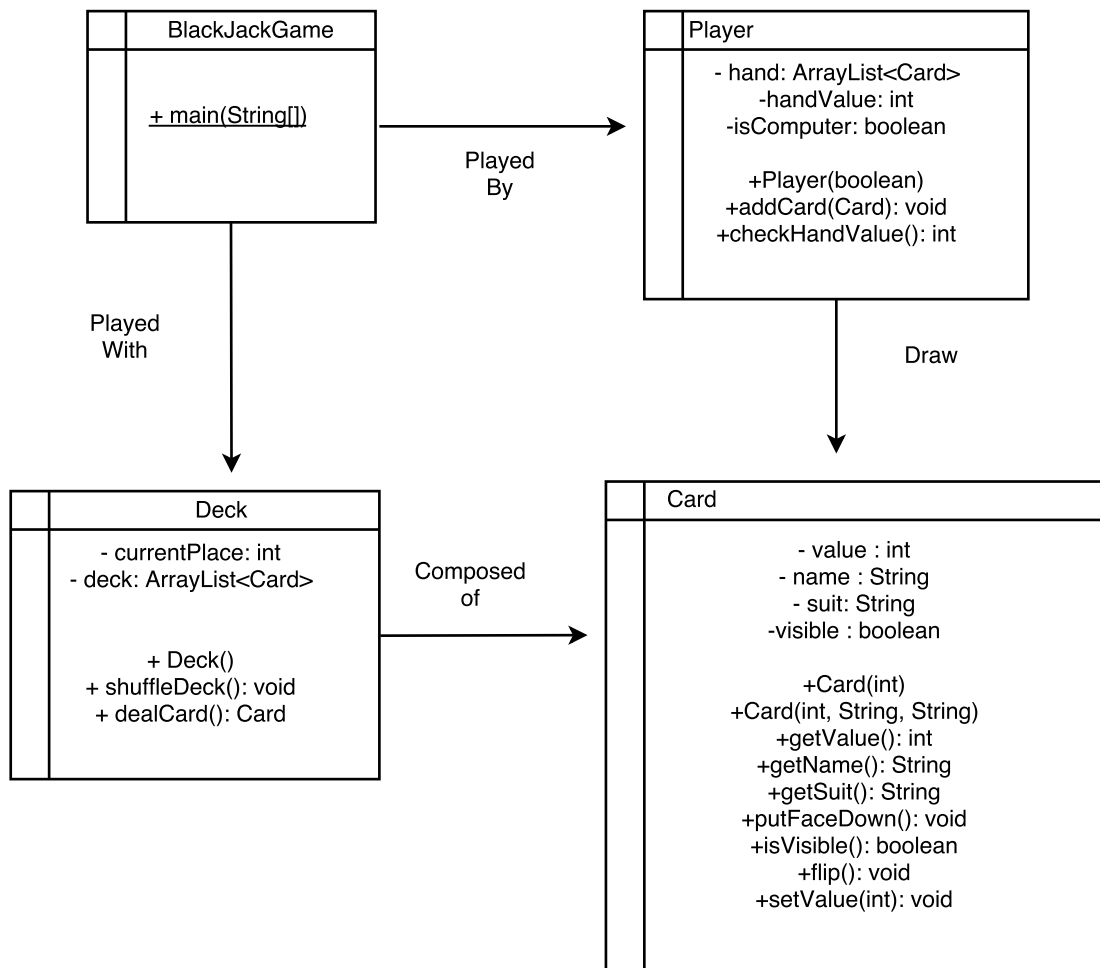 BlackJackGame
+ main(String[])
Played
By
Player
- hand: ArrayList<Card>
-handValue: int
-isComputer: boolean
+Player(boolean)
+addCard(Card): void
+checkHandValue(): int
Played
With
Draw
Deck
- currentPlace: int
- deck: ArrayList<Card>
+ Deck()
+ shuffleDeck(): void
+ dealCard(): Card
Composed
of
Card
- value : int
- name : String
- suit: String
-visible : boolean
+Card(int)
+Card(int, String, String)
+getValue(): int
+getName(): String
+getSuit(): String
+putFaceDown(): void
+isVisible(): boolean
+flip(): void
+setValue(int): void